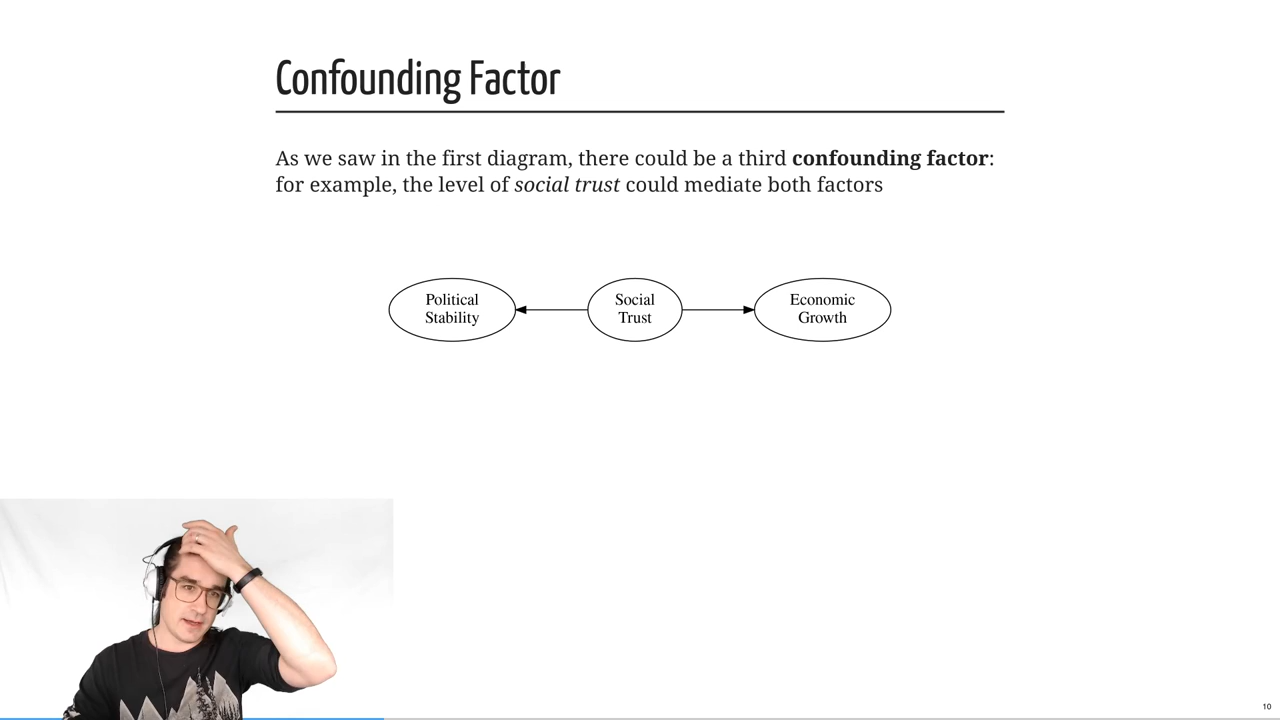 Confounding Factor
As we saw in the first diagram, there could be a third confounding factor:
for example, the level of social trust could mediate both factors
Political
Stability
Social
Trust
Economic
Growth
10